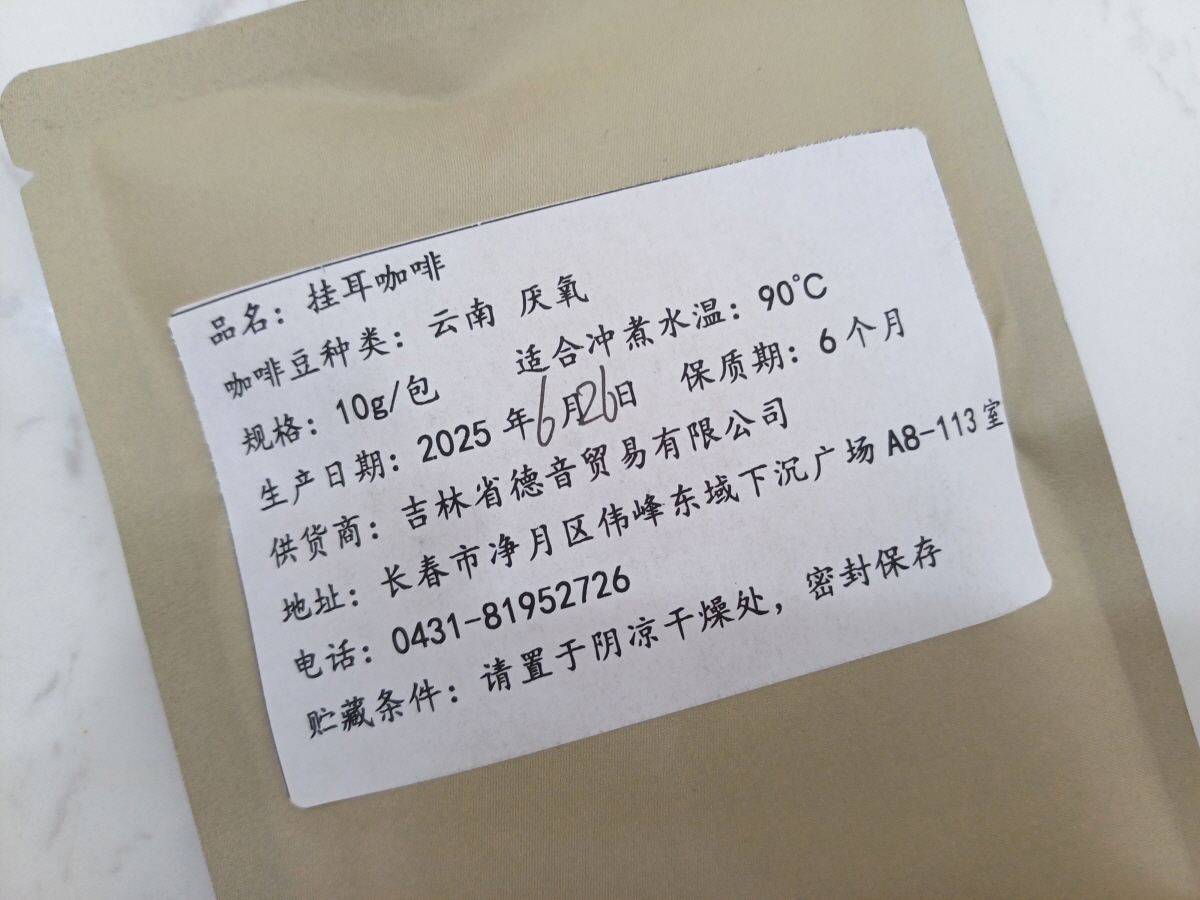 品名：挂耳咖啡
咖啡豆种类：云南 厌氧
规格：10g/包 适合冲煮水温：90℃
生产日期：2025年6月26日 保质期：6个月
供货商：吉林省德音贸易有限公司
地址：长春市净月区伟峰东域下沉广场A8-113室
电话：0431-81952726
贮藏条件：请置于阴凉干燥处，密封保存